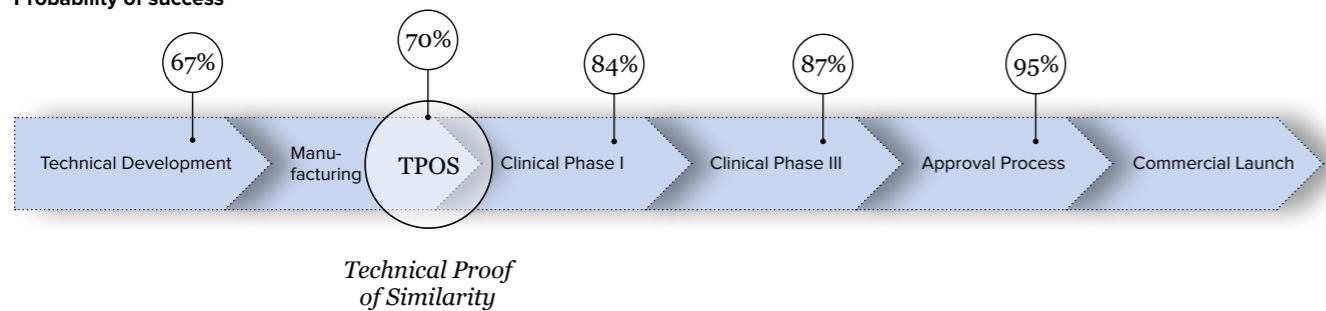 Probability of success
67%
70%
84%
87%
95%
Technical Development
Manu-
facturing
TPOS
Clinical Phase I
Clinical Phase III
Approval Process
Commercial Launch
Technical Proof
of Similarity